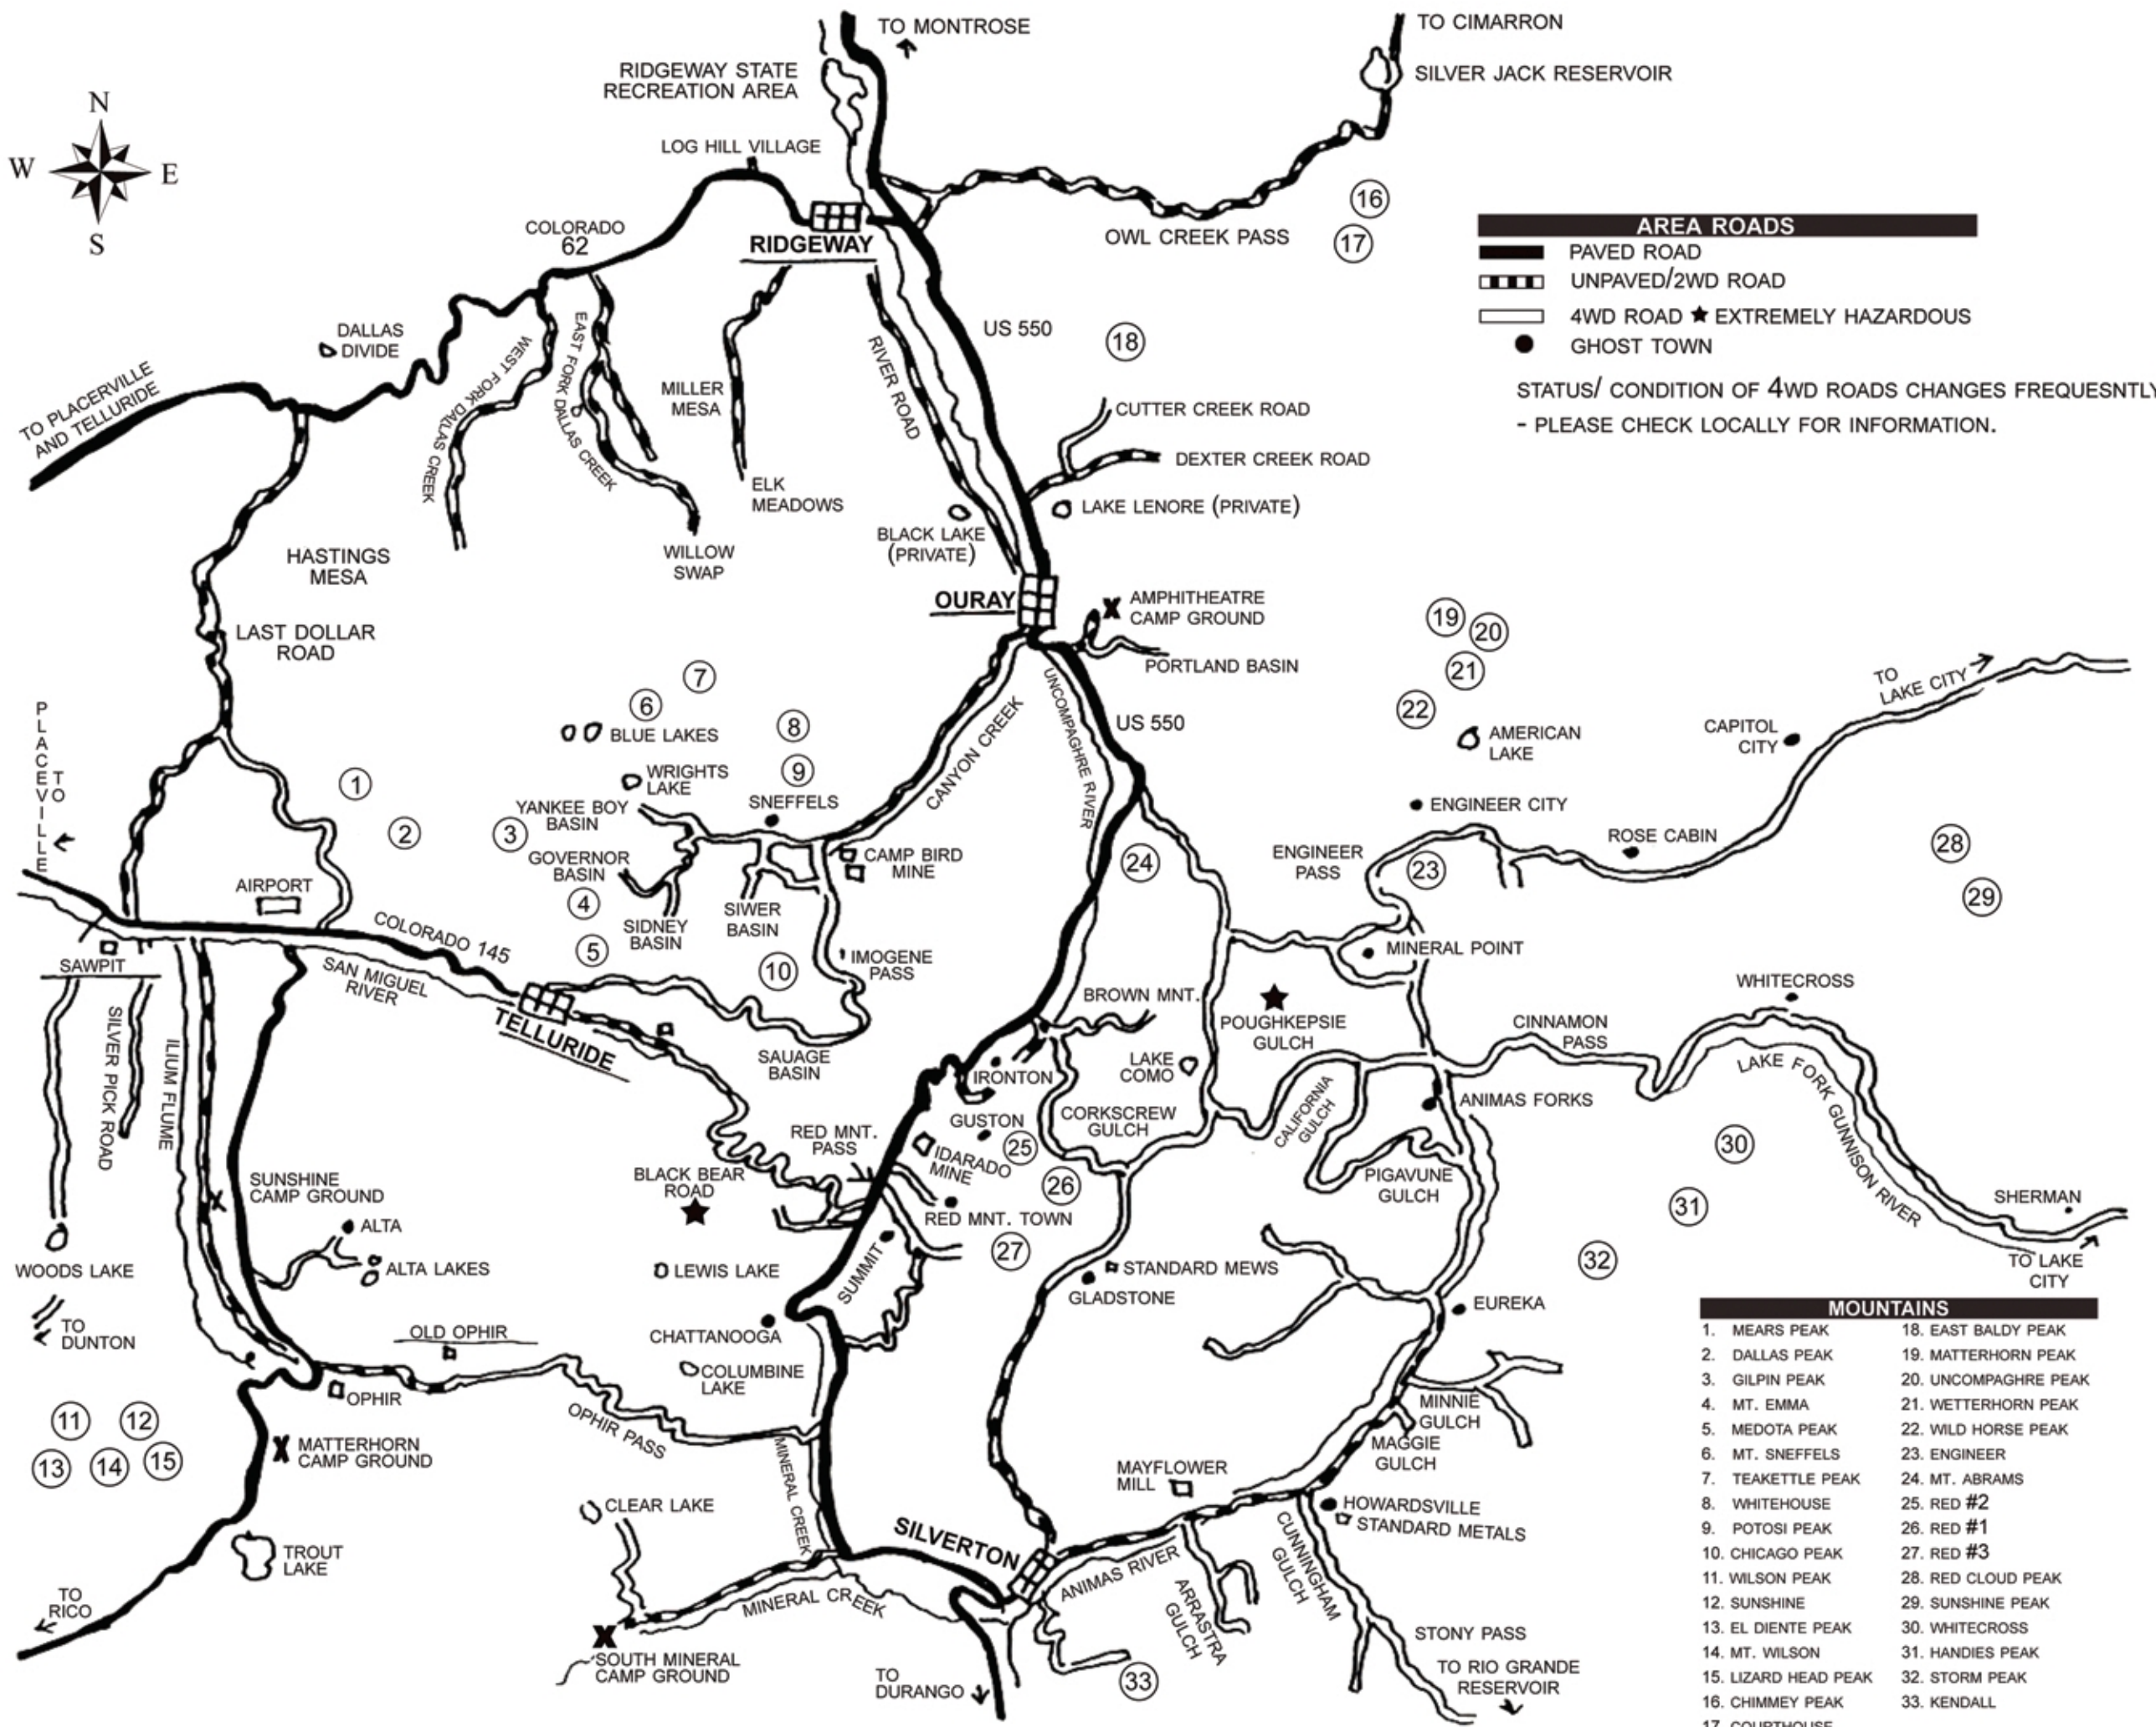 TO MONTROSE
TO CIMARRON
SILVER JACK RESERVOIR
RIDGEWAY STATE
RECREATION AREA
N
W
E
S
LOG HILL VILLAGE
COLORADO
62
RIDGEWAY
OWL CREEK PASS
16
17
AREA ROADS
PAVED ROAD
UNPAVED/2WD ROAD
4WD ROAD ★ EXTREMELY HAZARDOUS
GHOST TOWN
STATUS/ CONDITION OF 4WD ROADS CHANGES FREQUESNTLY
- PLEASE CHECK LOCALLY FOR INFORMATION.
DALLAS
DIVIDE
TO PLACERVILLE
AND TELLURIDE
WEST FORK DALLAS CREEK
EAST FORK DALLAS CREEK
MILLER
MESA
RIVER ROAD
US 550
18
CUTTER CREEK ROAD
DEXTER CREEK ROAD
ELK
MEADOWS
LAKE LENORE (PRIVATE)
BLACK LAKE
(PRIVATE)
WILLOW
SWAP
HASTINGS
MESA
LAST DOLLAR
ROAD
OURAY
AMPHITHEATRE
CAMP GROUND
PORTLAND BASIN
19
20
21
22
TO
LAKE CITY
7
6
8
9
BLUE LAKES
WRIGHTS
LAKE
SNEFFELS
YANKEE BOY
BASIN
CANYON CREEK
UNCOMPAGHRE RIVER
US 550
AMERICAN
LAKE
CAPITOL
CITY
ENGINEER CITY
ROSE CABIN
TO
PLACEVILLE
1
2
3
GOVERNOR
BASIN
4
5
CAMP BIRD
MINE
24
ENGINEER
PASS
23
28
29
AIRPORT
SIDNEY
BASIN
SIWER
BASIN
IMOGENE
PASS
10
COLORADO 145
SAN MIGUEL
RIVER
SAWPIT
TELLURIDE
MINERAL POINT
WHITECROSS
BROWN MNT.
POUGHKEPSIE
GULCH
CINNAMON
PASS
LAKE FORK GUNNISON RIVER
SILVER PICK ROAD
ILIUM FLUME
SAUAGE
BASIN
IRONTON
LAKE
COMO
CORKSCREW
GULCH
CALIFORNIA
GULCH
ANIMAS FORKS
GUSTON
25
RED MNT.
PASS
IDARADO
MINE
26
PIGAVUNE
GULCH
30
31
SHERMAN
TO LAKE
CITY
SUNSHINE
CAMP GROUND
BLACK BEAR
ROAD
RED MNT. TOWN
27
ALTA
ALTA LAKES
LEWIS LAKE
SUMMIT
STANDARD MEWS
GLADSTONE
32
EUREKA
WOODS LAKE
TO
DUNTON
OLD OPHIR
CHATTANOOGA
COLUMBINE
LAKE
OPHIR
OPHIR PASS
MINNIE
GULCH
MAGGIE
GULCH
11
12
13
14
15
MATTERHORN
CAMP GROUND
MINERAL CREEK
MAYFLOWER
MILL
CLEAR LAKE
HOWARDSVILLE
STANDARD METALS
SILVERTON
TROUT
LAKE
TO
RICO
MINERAL CREEK
ANIMAS RIVER
ARRASTRA
GULCH
CUNNINGHAM
GULCH
SOUTH MINERAL
CAMP GROUND
TO
DURANGO
33
STONY PASS
TO RIO GRANDE
RESERVOIR
MOUNTAINS
1. MEARS PEAK
2. DALLAS PEAK
3. GILPIN PEAK
4. MT. EMMA
5. MEDOTA PEAK
6. MT. SNEFFELS
7. TEAKETTLE PEAK
8. WHITEHOUSE
9. POTOSI PEAK
10. CHICAGO PEAK
11. WILSON PEAK
12. SUNSHINE
13. EL DIENTE PEAK
14. MT. WILSON
15. LIZARD HEAD PEAK
16. CHIMMEY PEAK
17. COURTHOUSE
18. EAST BALDY PEAK
19. MATTERHORN PEAK
20. UNCOMPAGHRE PEAK
21. WETTERHORN PEAK
22. WILD HORSE PEAK
23. ENGINEER
24. MT. ABRAMS
25. RED #2
26. RED #1
27. RED #3
28. RED CLOUD PEAK
29. SUNSHINE PEAK
30. WHITECROSS
31. HANDIES PEAK
32. STORM PEAK
33. KENDALL